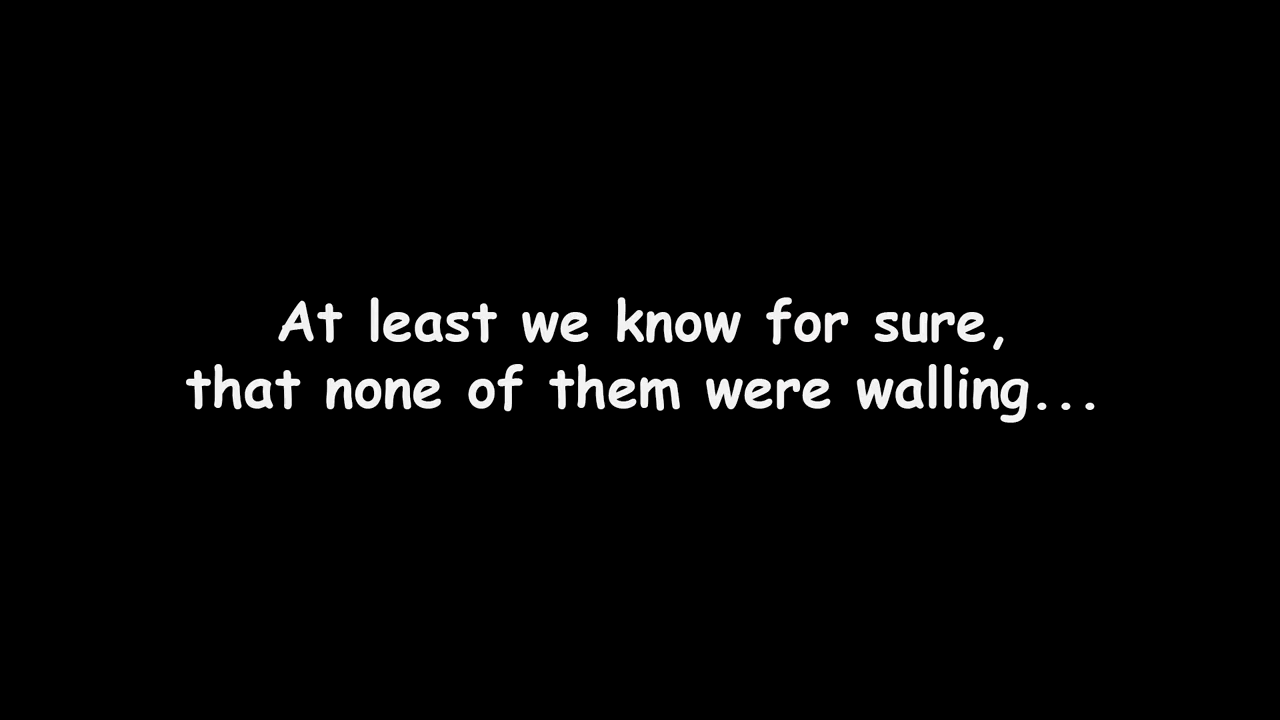 At least we know for sure,
that none of them were walling...